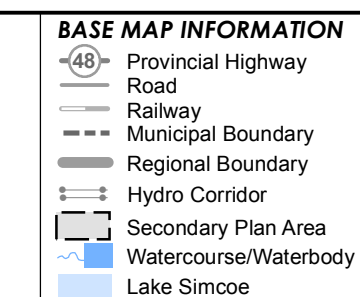 BASE MAP INFORMATION
48 Provincial Highway
Road
Railway
Municipal Boundary
Regional Boundary
Hydro Corridor
Secondary Plan Area
Watercourse/Waterbody
Lake Simcoe